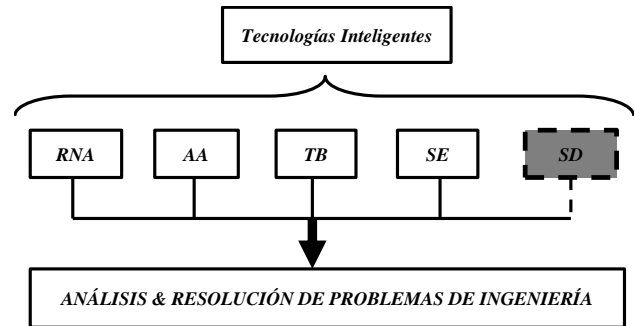 Tecnologías Inteligentes
RNA AA TB SE SD
ANÁLISIS & RESOLUCIÓN DE PROBLEMAS DE INGENIERÍA